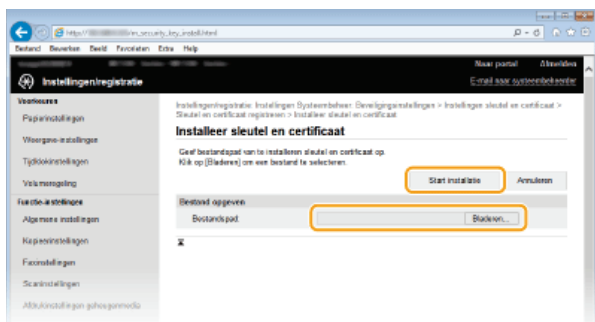 http://
/m_security_key_install.html
Bestand Bewerken Beeld Favorieten Extra Help
Naar portal Afmelden
Instellingen/registratie
E-mail naar systeembeheerder
Voorkeuren
Papierinstellingen
Weergave-instellingen
Tijdklokinstellingen
Volumeregeling
Functie-instellingen
Algemene instellingen
Kopieerinstellingen
Faxinstellingen
Scaninstellingen
Afdrukinstellingen geheugenmedia
Instellingen/registratie: Instellingen Systeembeheer: Beveiligingsinstellingen > Instellingen sleutel en certificaat >
Sleutel en certificaat registreren > Installeer sleutel en certificaat
Installeer sleutel en certificaat
Geef bestandspad van te installeren sleutel en certificaat op.
Klik op [Bladeren] om een bestand te selecteren.
Start installatie Annuleren
Bestand opgeven
Bestandspad:
Bladeren...